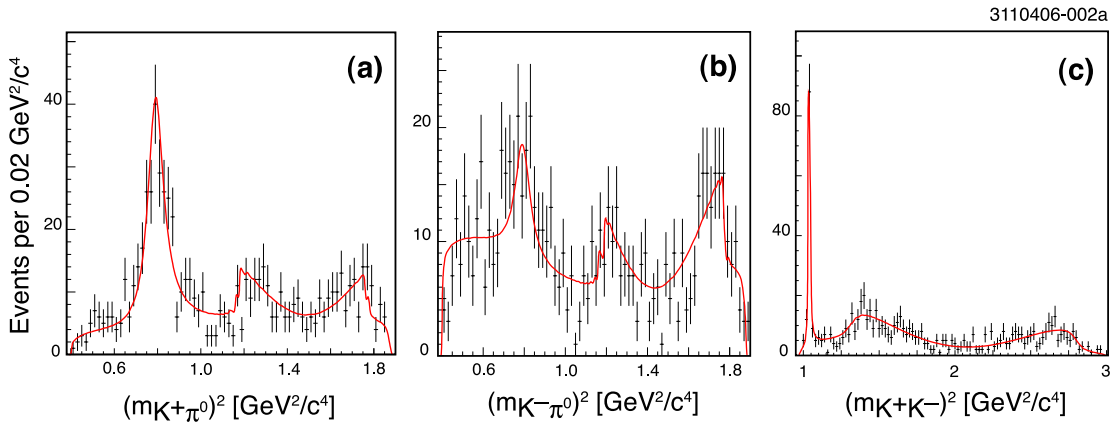 3110406-002a
Events per 0.02 GeV²/c⁴
(a)
40
20
0
0.6 1.0 1.4 1.8
(mK+π⁰)² [GeV²/c⁴]
(b)
20
10
0
0.6 1.0 1.4 1.8
(mK−π⁰)² [GeV²/c⁴]
(c)
80
40
0
1 2 3
(mK+K−)² [GeV²/c⁴]